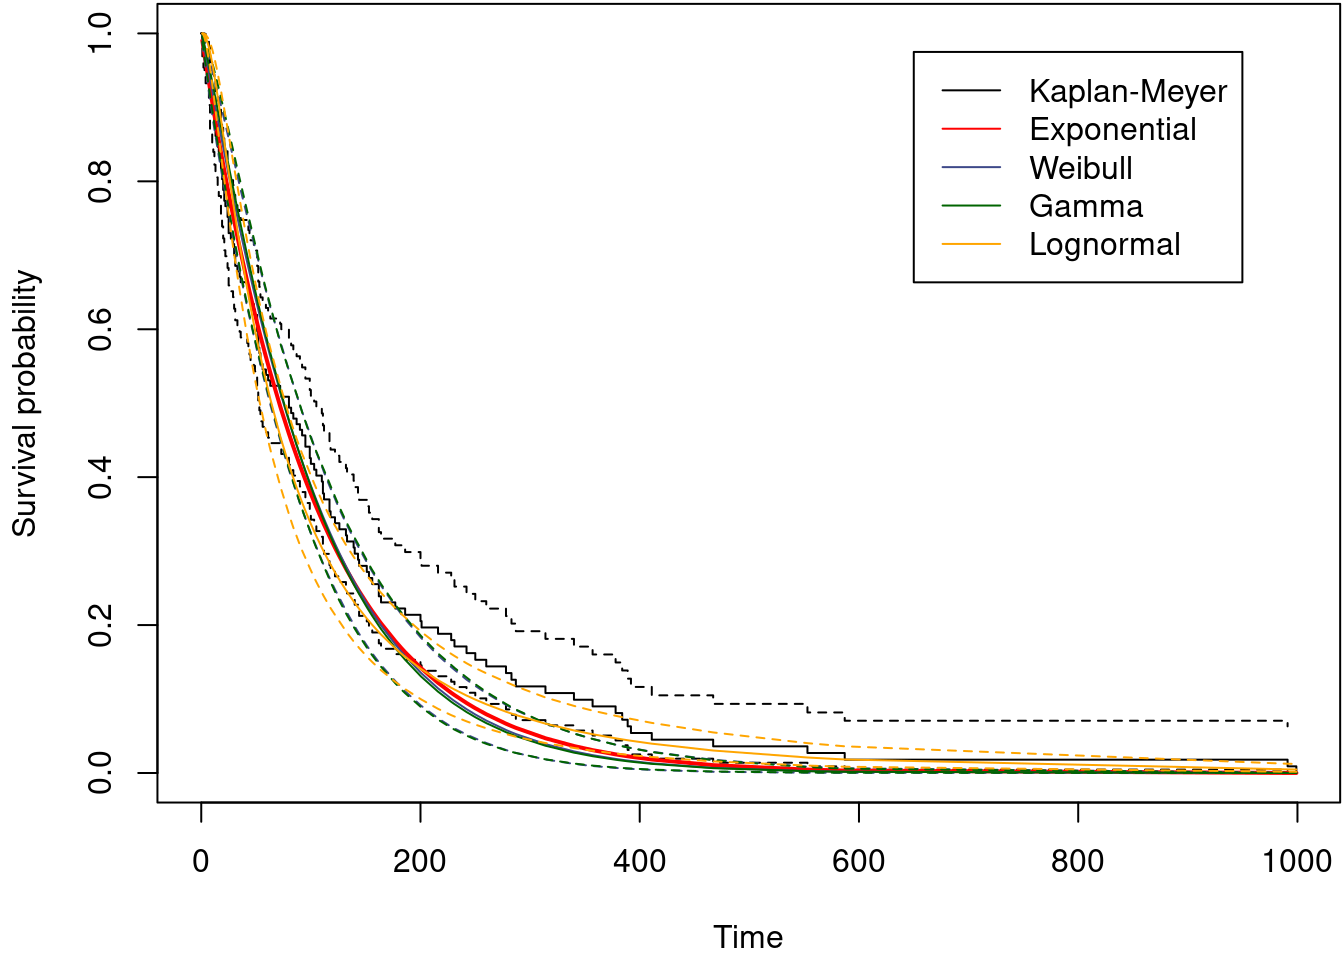 Kaplan-Meyer
Exponential
Weibull
Gamma
Lognormal
Survival probability
1.0
0.8
0.6
0.4
0.2
0.0
0 200 400 600 800 1000
Time